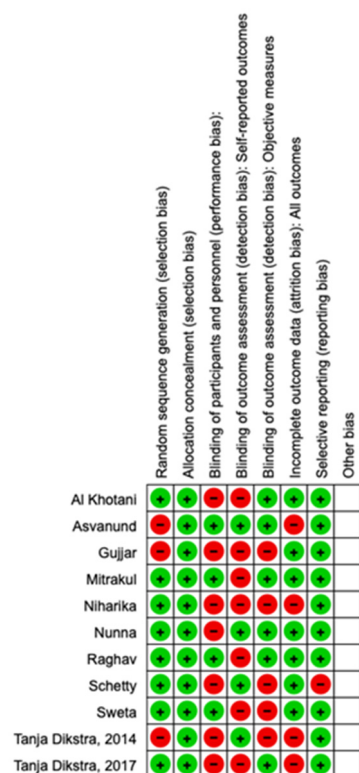 Random sequence generation (selection bias)
Allocation concealment (selection bias)
Blinding of participants and personnel (performance bias):
Blinding of outcome assessment (detection bias): Self-reported outcomes
Blinding of outcome assessment (detection bias): Objective measures
Incomplete outcome data (attrition bias): All outcomes
Selective reporting (reporting bias)
Other bias
Al Khotani + + - - + + +
Asvanund - + + + + - +
Gujjar - + - - - + +
Mitrakul + + + - + + +
Niharika + + - - - - +
Nunna + + - + + + +
Raghav + + + - + + +
Schetty + + - + - + -
Sweta + + + - - + +
Tanja Dikstra, 2014 - + - + - - +
Tanja Dikstra, 2017 + + - - + - +